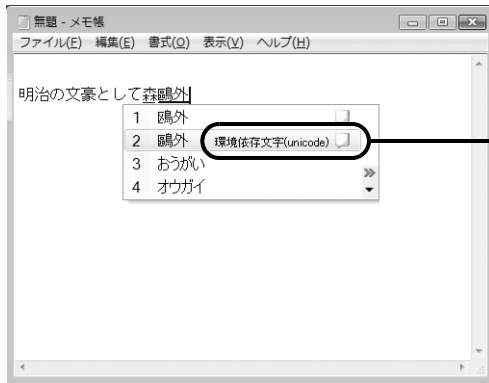 無題 - メモ帳
ファイル(F) 編集(E) 書式(O) 表示(V) ヘルプ(H)
明治の文豪として森鷗外
1 鴎外
2 鷗外 環境依存文字(unicode)
3 おうがい
4 オウガイ